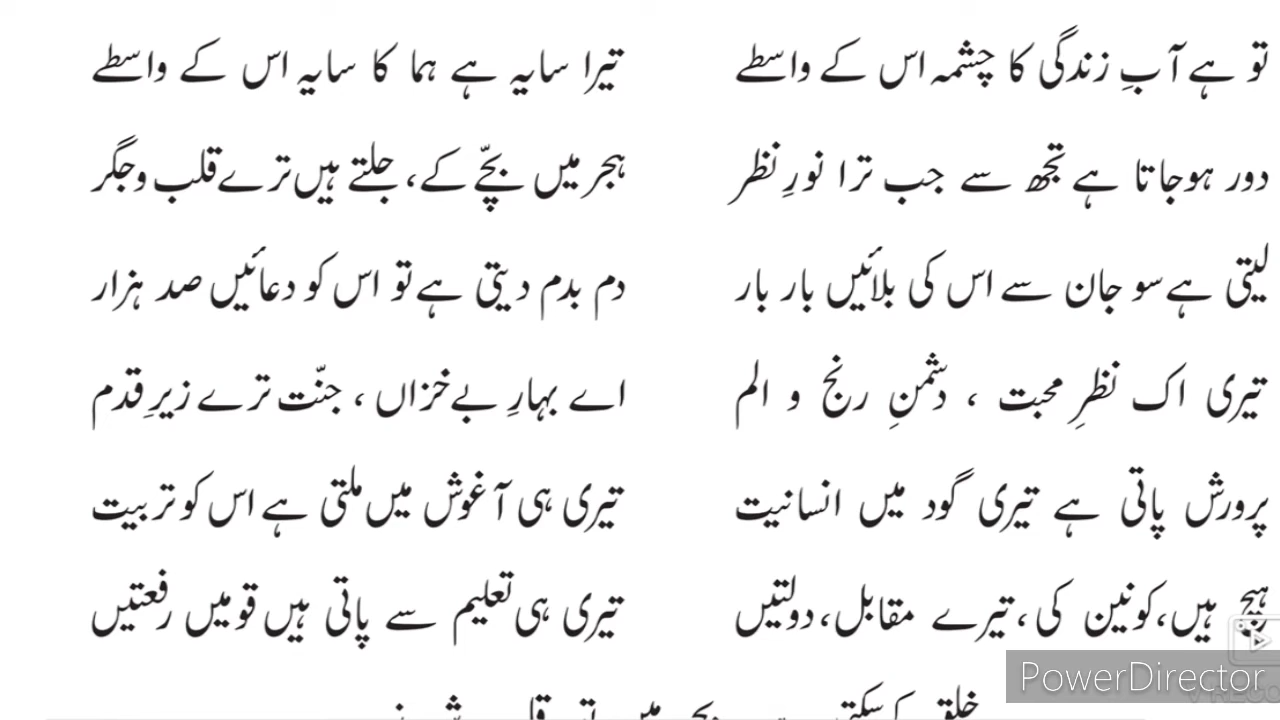 تو ہے آبِ زندگی کا چشمہ اس کے واسطے تیرا سایہ ہے ہما کا سایہ اس کے واسطے
دور ہوجاتا ہے تجھ سے جب ترا نورِ نظر ہجر میں بچّے کے، جلتے ہیں ترے قلب و جگر
لیتی ہے سو جان سے اس کی بلائیں بار بار دم بدم دیتی ہے تو اس کو دعائیں صد ہزار
تیری اک نظرِ محبت ، دشمنِ رنج و الم اے بہارِ بے خزاں ، جنّت ترے زیرِ قدم
پرورش پاتی ہے تیری گود میں انسانیت تیری ہی آغوش میں ملتی ہے اس کو تربیت
ہیچ ہیں، کونین کی، تیرے مقابل، دولتیں تیری ہی تعلیم سے پاتی ہیں قومیں رفعتیں
PowerDirector